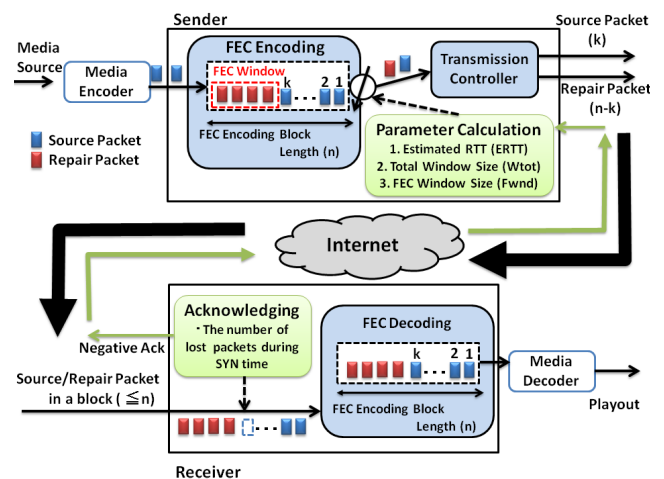 Sender
Source Packet
(k)
Media
Source
Media
Encoder
FEC Encoding
FEC Window
k
2 1
FEC Encoding Block
Length (n)
Transmission
Controller
Repair Packet
(n-k)
Source Packet
Repair Packet
Parameter Calculation
1. Estimated RTT (ERTT)
2. Total Window Size (Wtot)
3. FEC Window Size (Fwnd)
Internet
Acknowledging
・The number of
lost packets during
SYN time
Negative Ack
FEC Decoding
k
2 1
FEC Encoding Block
Length (n)
Media
Decoder
Playout
Source/Repair Packet
in a block ( ≦n)
Receiver